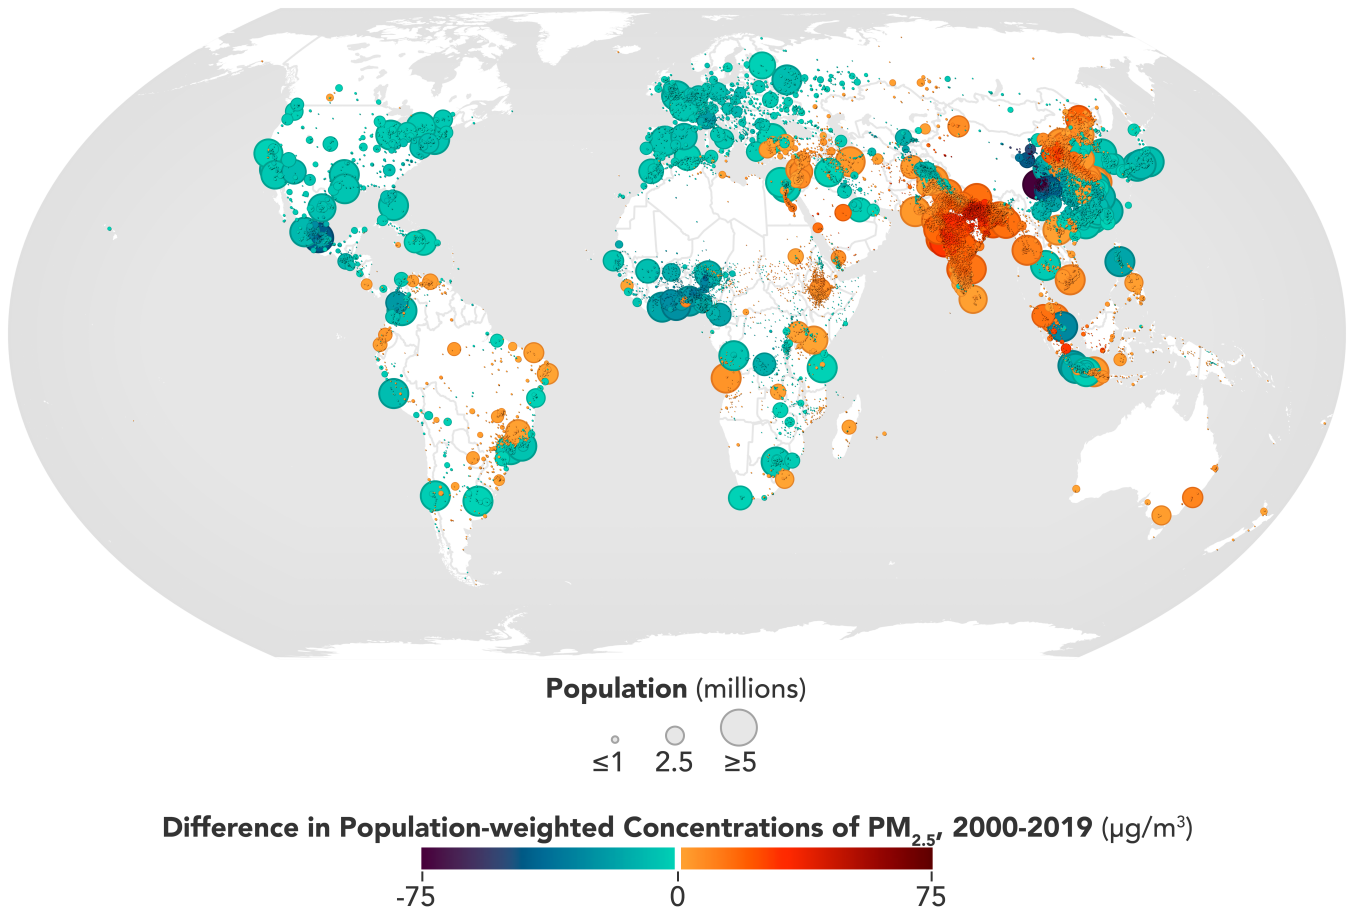 Population (millions)
≤1 2.5 ≥5
Difference in Population-weighted Concentrations of PM2.5, 2000-2019 (µg/m³)
-75 0 75